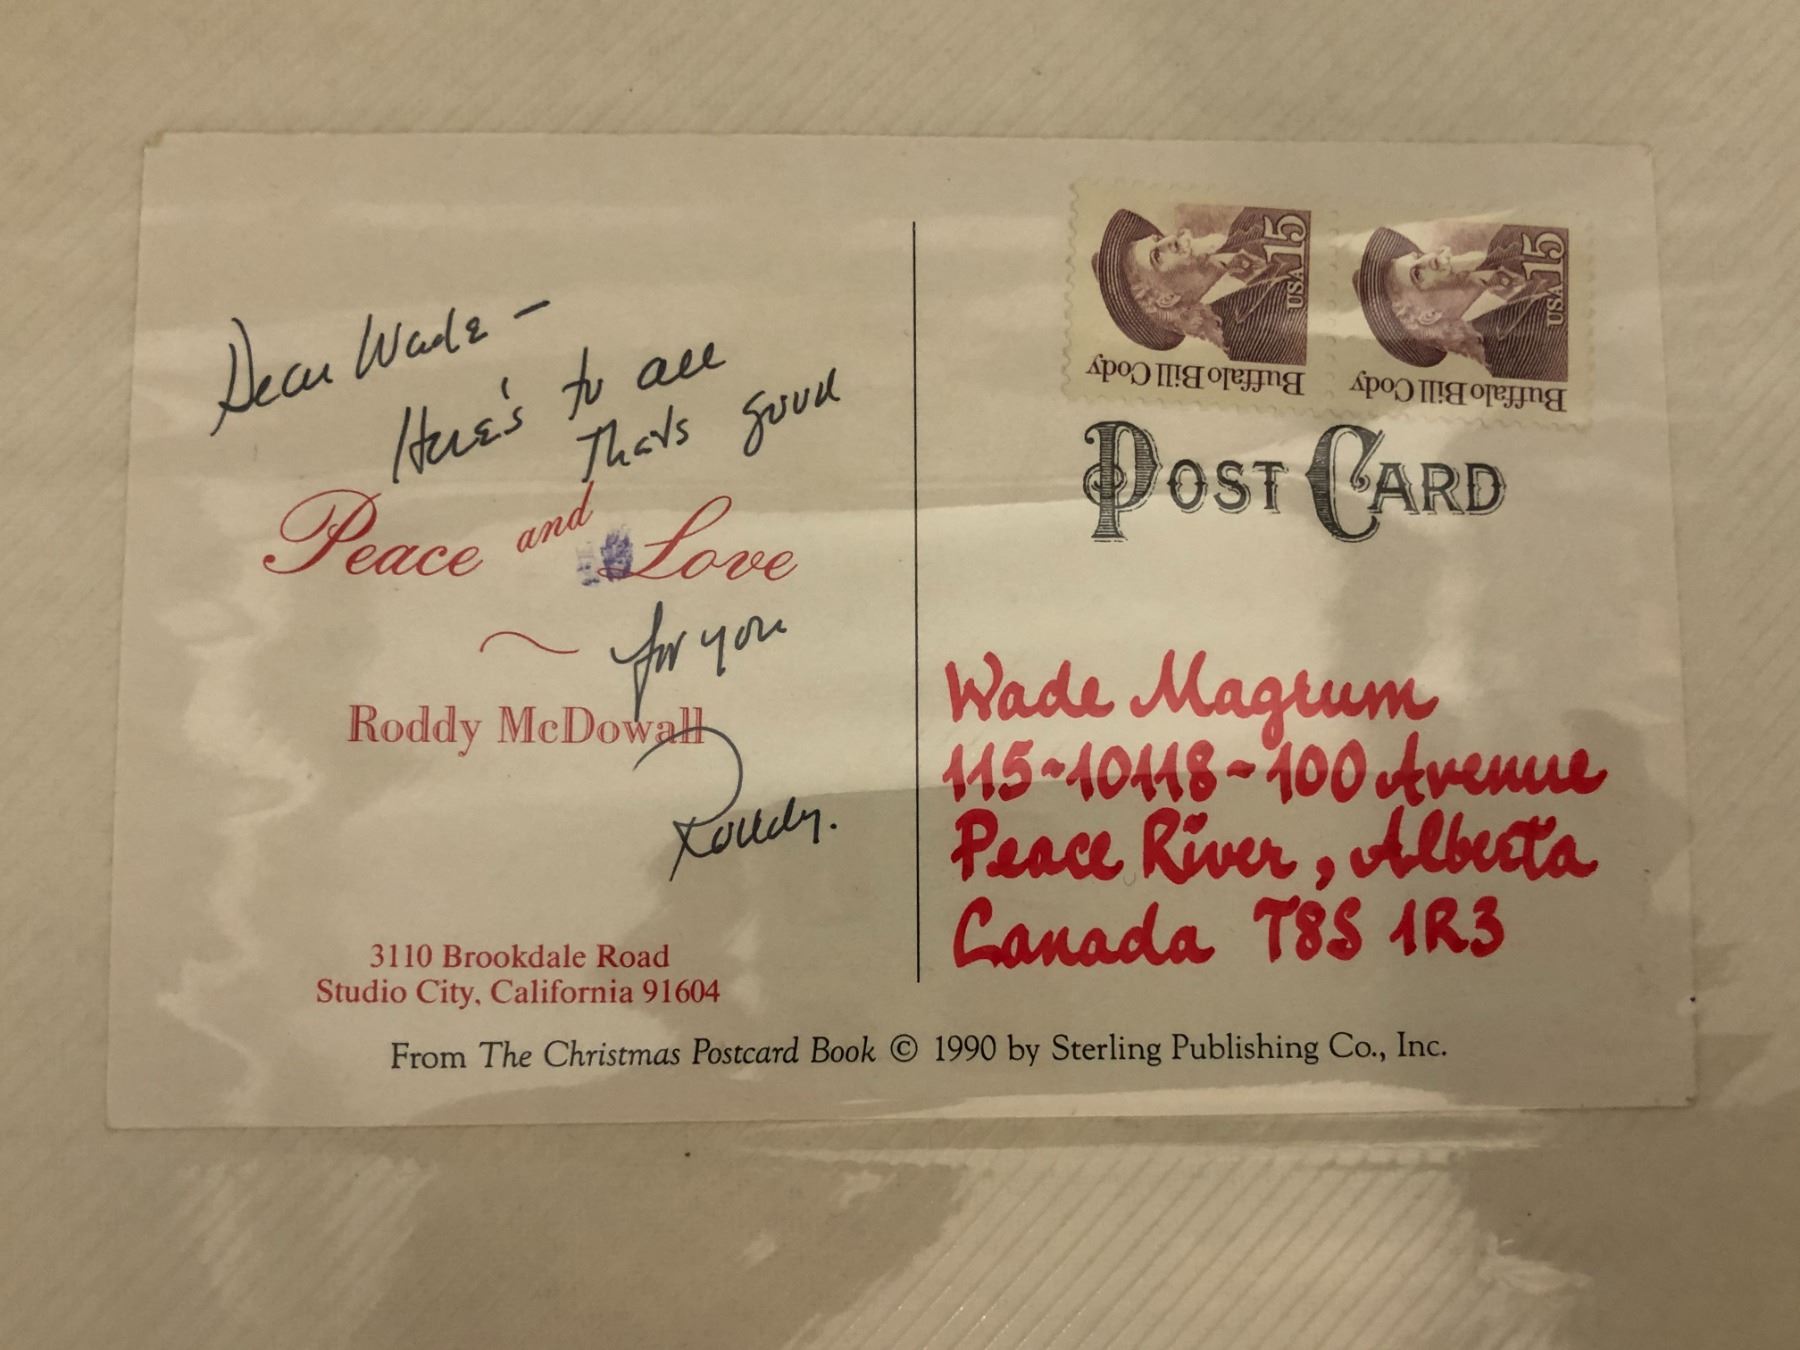 Dear Wade –
Here's to all
That's good
Peace and Love
~ for you
Roddy McDowall
Roddy.
3110 Brookdale Road
Studio City, California 91604
USA 15
Buffalo Bill Cody
USA 15
Buffalo Bill Cody
POST CARD
Wade Magrum
115-10118-100 Avenue
Peace River, Alberta
Canada T8S 1R3
From The Christmas Postcard Book © 1990 by Sterling Publishing Co., Inc.